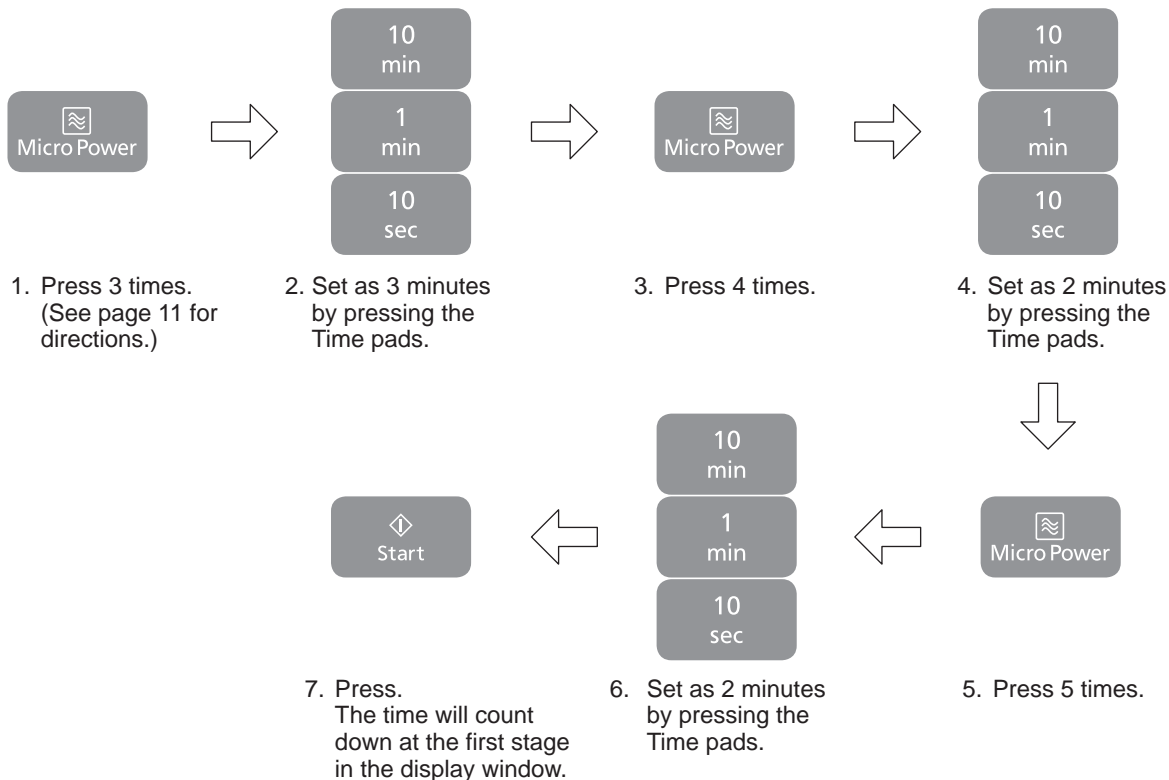 Micro Power
10
min
1
min
10
sec
Micro Power
10
min
1
min
10
sec
1. Press 3 times.
(See page 11 for
directions.)
2. Set as 3 minutes
by pressing the
Time pads.
3. Press 4 times.
4. Set as 2 minutes
by pressing the
Time pads.
Micro Power
5. Press 5 times.
10
min
1
min
10
sec
6. Set as 2 minutes
by pressing the
Time pads.
Start
7. Press.
The time will count
down at the first stage
in the display window.